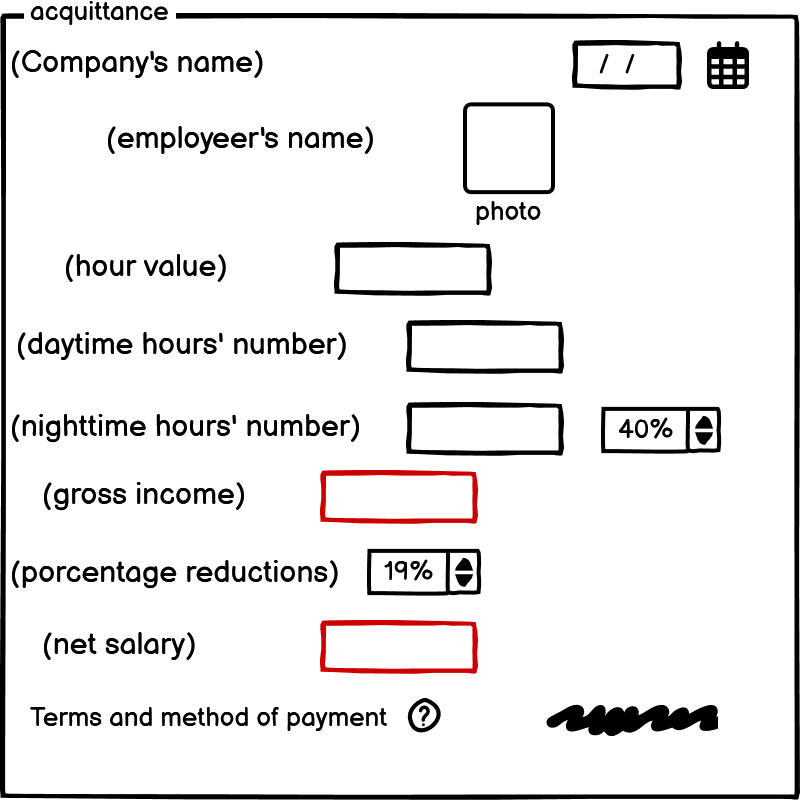 acquittance
(Company's name) / /
(employeer's name)
photo
(hour value)
(daytime hours' number)
(nighttime hours' number) 40%
(gross income)
(porcentage reductions) 19%
(net salary)
Terms and method of payment ?